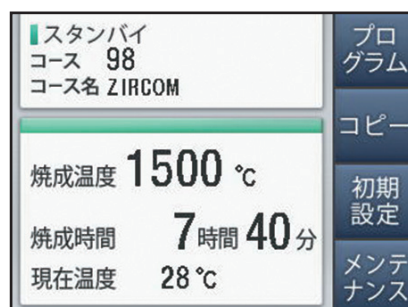 スタンバイ
コース 98
コース名 ZIRCOM
焼成温度 1500 ℃
焼成時間 7時間40分
現在温度 28℃
プロ
グラム
コピー
初期
設定
メンテ
ナンス